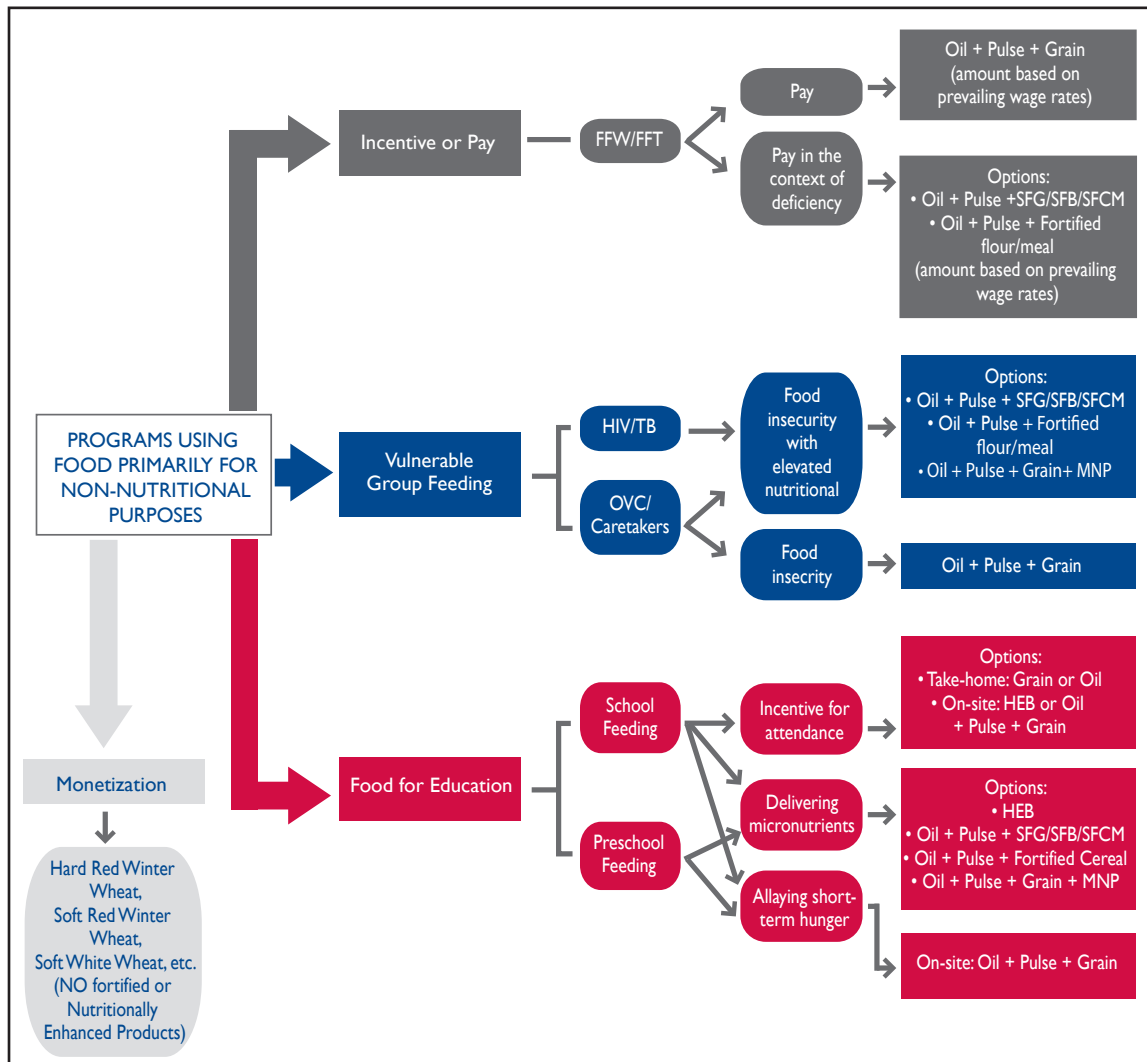 PROGRAMS USING
FOOD PRIMARILY FOR
NON-NUTRITIONAL
PURPOSES
Incentive or Pay
FFW/FFT
Pay
Oil + Pulse + Grain
(amount based on
prevailing wage rates)
Pay in the
context of
deficiency
Options:
• Oil + Pulse +SFG/SFB/SFCM
• Oil + Pulse + Fortified
flour/meal
(amount based on prevailing
wage rates)
Vulnerable
Group Feeding
HIV/TB
OVC/
Caretakers
Food
insecurity
with
elevated
nutritional
Options:
• Oil + Pulse + SFG/SFB/SFCM
• Oil + Pulse + Fortified
flour/meal
• Oil + Pulse + Grain+ MNP
Food
insecrity
Oil + Pulse + Grain
Food for Education
School
Feeding
Preschool
Feeding
Incentive for
attendance
Options:
• Take-home: Grain or Oil
• On-site: HEB or Oil
+ Pulse + Grain
Delivering
micronutrients
Options:
• HEB
• Oil + Pulse + SFG/SFB/SFCM
• Oil + Pulse + Fortified Cereal
• Oil + Pulse + Grain + MNP
Allaying short-
term hunger
On-site: Oil + Pulse + Grain
Monetization
Hard Red Winter
Wheat,
Soft Red Winter
Wheat,
Soft White Wheat, etc.
(NO fortified or
Nutritionally
Enhanced Products)